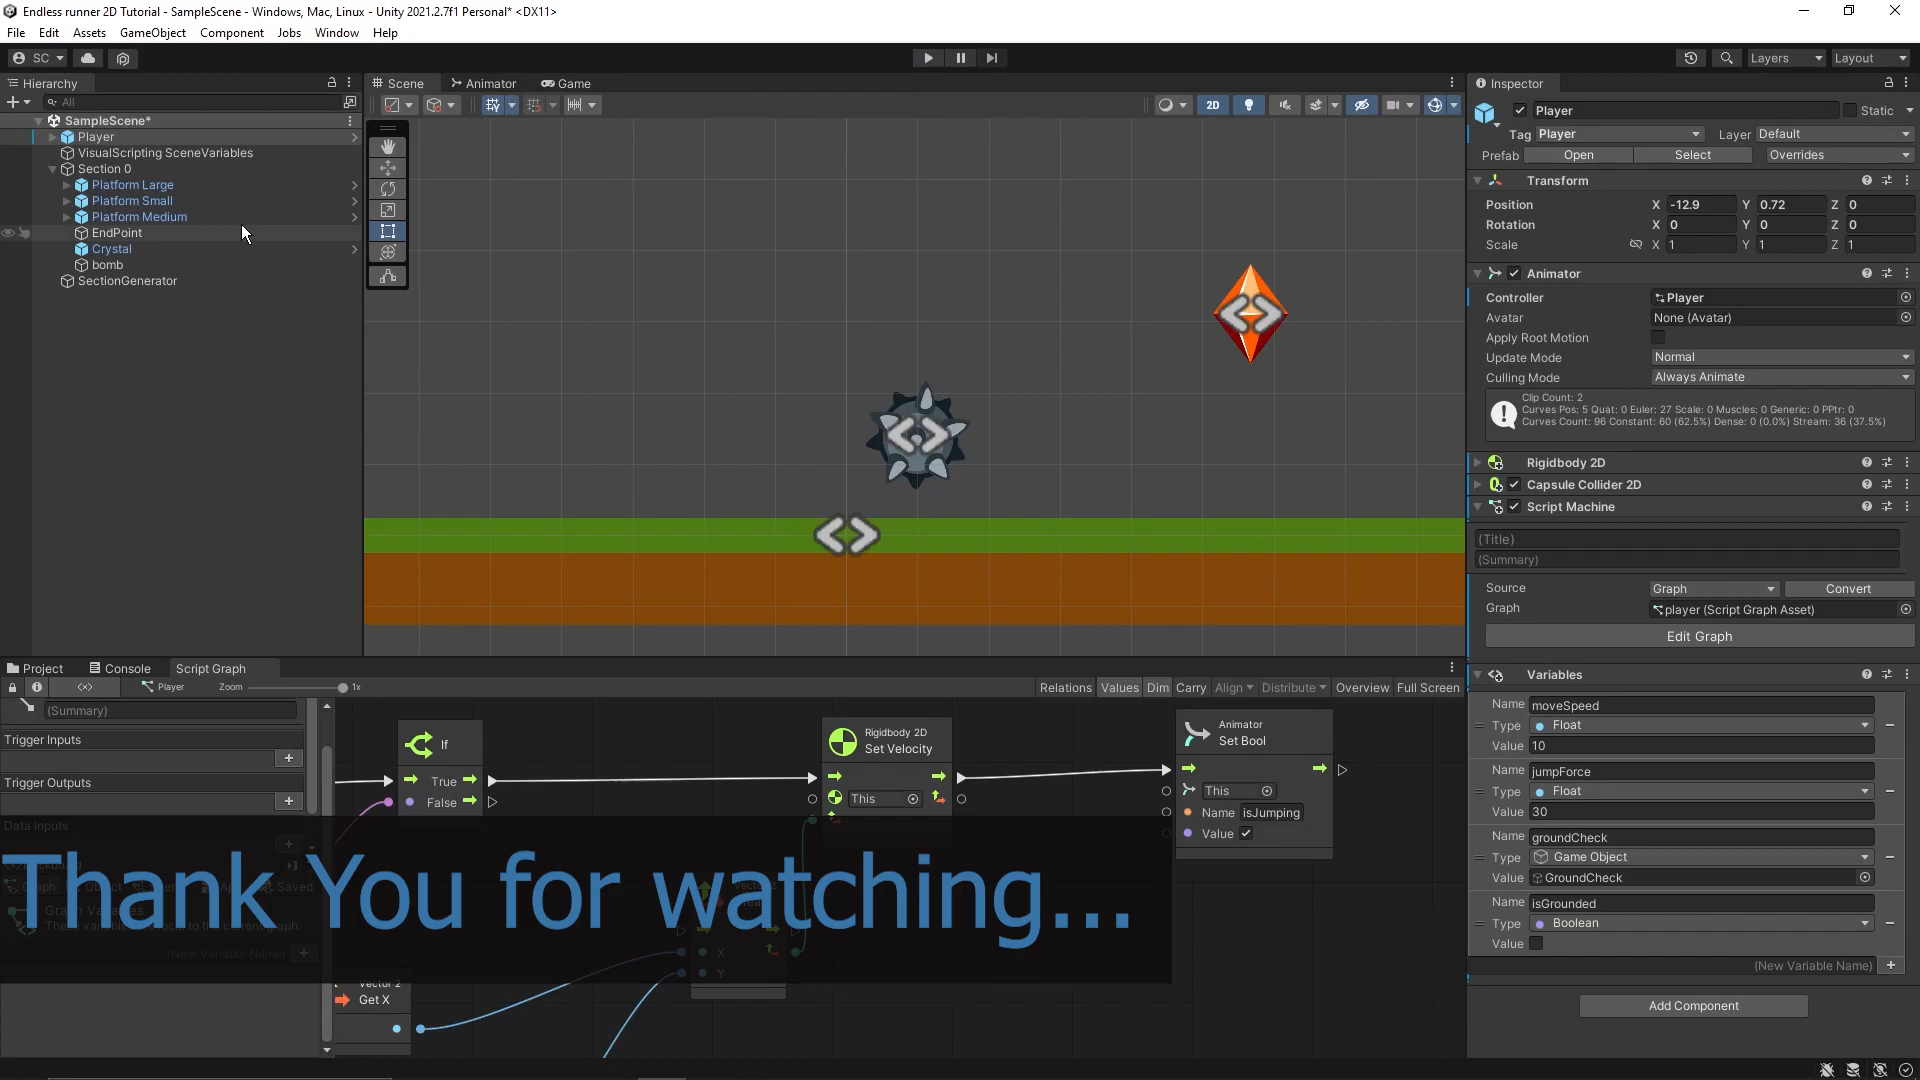 Endless runner 2D Tutorial - SampleScene - Windows, Mac, Linux - Unity 2021.2.7f1 Personal* <DX11>
File Edit Assets GameObject Component Jobs Window Help
SC
Layers Layout
Hierarchy
All
SampleScene*
Player
VisualScripting SceneVariables
Section 0
Platform Large
Platform Small
Platform Medium
EndPoint
Crystal
bomb
SectionGenerator
Scene Animator Game
2D
Inspector
Player Static
Tag Player Layer Default
Prefab Open Select Overrides
Transform
Position X -12.9 Y 0.72 Z 0
Rotation X 0 Y 0 Z 0
Scale X 1 Y 1 Z 1
Animator
Controller Player
Avatar None (Avatar)
Apply Root Motion
Update Mode Normal
Culling Mode Always Animate
Clip Count: 2
Curves Pos: 5 Quat: 0 Euler: 27 Scale: 0 Muscles: 0 Generic: 0 PPtr: 0
Curves Count: 96 Constant: 60 (62.5%) Dense: 0 (0.0%) Stream: 36 (37.5%)
Rigidbody 2D
Capsule Collider 2D
Script Machine
(Title)
(Summary)
Source Graph Convert
Graph player (Script Graph Asset)
Edit Graph
Variables
Name moveSpeed
Type Float
Value 10
Name jumpForce
Type Float
Value 30
Name groundCheck
Type Game Object
Value GroundCheck
Name isGrounded
Type Boolean
Value
(New Variable Name)
Add Component
Project Console Script Graph
Player Zoom 1x
Relations Values Dim Carry Align Distribute Overview Full Screen
(Summary)
Trigger Inputs
Trigger Outputs
Data Inputs
Graph Object Saved
Graph Variables
(New Variable Name)
If
True
False
Rigidbody 2D
Set Velocity
This
Animator
Set Bool
This
Name isJumping
Value
X
Y
Vector 2
Get X
Thank You for watching...